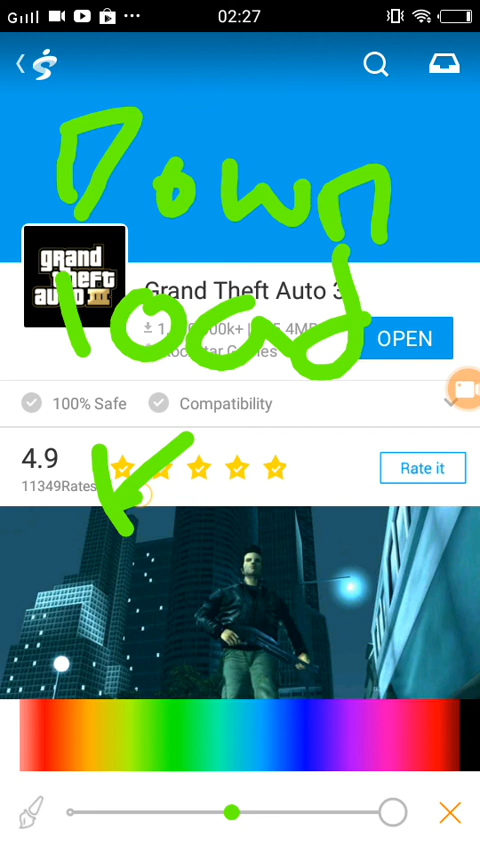 02:27
Down
grand
theft
auto III
Grand Theft Auto 3
load
OPEN
100% Safe
Compatibility
4.9
11349Rates
Rate it